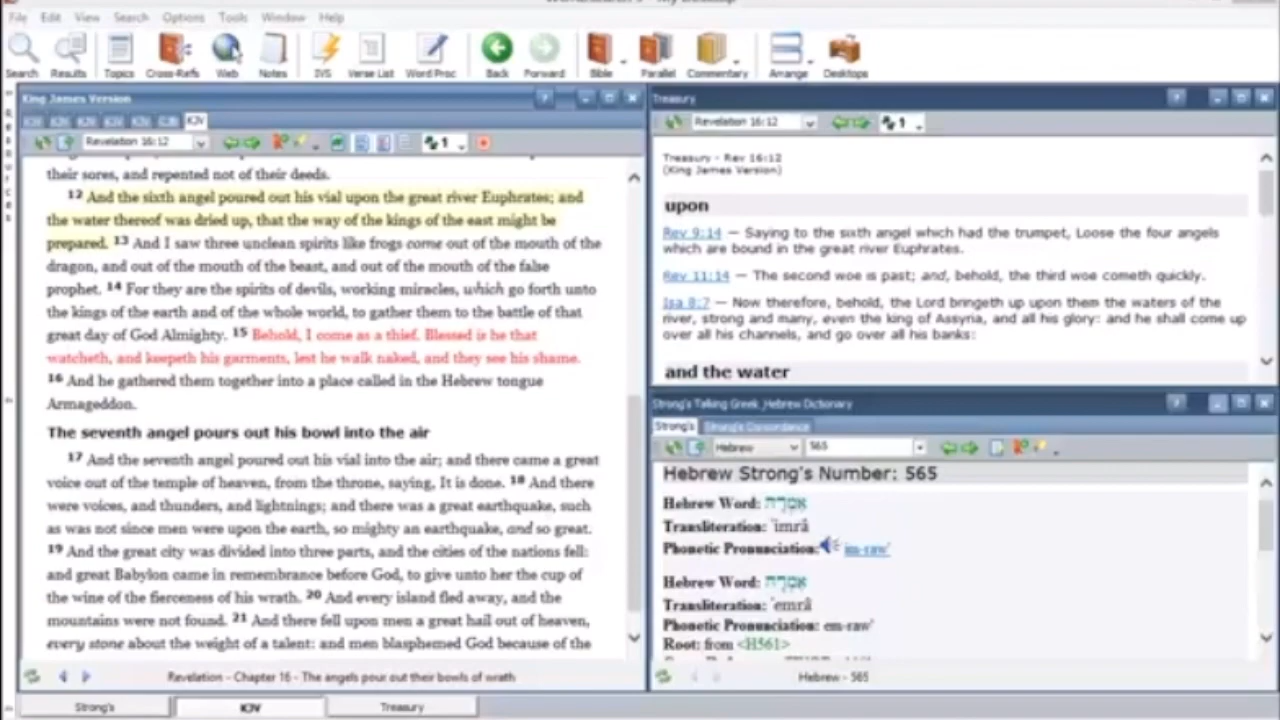 File Edit View Search Options Tools Window Help
Search Results Topics Cross-Refs Web Notes IVS Verse List Word Proc Back Forward Bible Parallel Commentary Arrange Desktops
Resources
King James Version
KJV
Revelation 16:12
1
their sores, and repented not of their deeds.
12 And the sixth angel poured out his vial upon the great river Euphrates; and
the water thereof was dried up, that the way of the kings of the east might be
prepared. 13 And I saw three unclean spirits like frogs come out of the mouth of the
dragon, and out of the mouth of the beast, and out of the mouth of the false
prophet. 14 For they are the spirits of devils, working miracles, which go forth unto
the kings of the earth and of the whole world, to gather them to the battle of that
great day of God Almighty. 15 Behold, I come as a thief. Blessed is he that
watcheth, and keepeth his garments, lest he walk naked, and they see his shame.
16 And he gathered them together into a place called in the Hebrew tongue
Armageddon.
The seventh angel pours out his bowl into the air
17 And the seventh angel poured out his vial into the air; and there came a great
voice out of the temple of heaven, from the throne, saying, It is done. 18 And there
were voices, and thunders, and lightnings; and there was a great earthquake, such
as was not since men were upon the earth, so mighty an earthquake, and so great.
19 And the great city was divided into three parts, and the cities of the nations fell:
and great Babylon came in remembrance before God, to give unto her the cup of
the wine of the fierceness of his wrath. 20 And every island fled away, and the
mountains were not found. 21 And there fell upon men a great hail out of heaven,
every stone about the weight of a talent: and men blasphemed God because of the
Revelation - Chapter 16 - The angels pour out their bowls of wrath
Treasury
Revelation 16:12
1
Treasury - Rev 16:12
(King James Version)
upon
Rev 9:14 — Saying to the sixth angel which had the trumpet, Loose the four angels
which are bound in the great river Euphrates.
Rev 11:14 — The second woe is past; and, behold, the third woe cometh quickly.
Isa 8:7 — Now therefore, behold, the Lord bringeth up upon them the waters of the
river, strong and many, even the king of Assyria, and all his glory: and he shall come up
over all his channels, and go over all his banks:
and the water
Strong's Talking Greek Hebrew Dictionary
Strong's Strong's Concordance
Hebrew 565
Hebrew Strong's Number: 565
Hebrew Word: אִמְרָה
Transliteration: ʾimrâ
Phonetic Pronunciation: im-raw'
Hebrew Word: אֶמְרָה
Transliteration: ʾemrâ
Phonetic Pronunciation: em-raw'
Root: from <H561>
Hebrew - 565
Strong's KJV Treasury